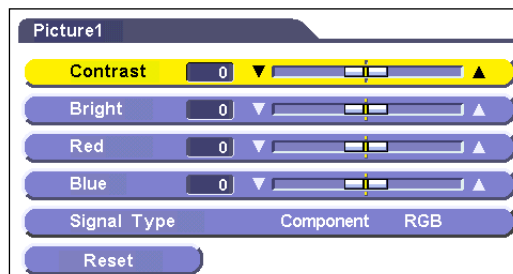 Picture1
Contrast 0 ▼ ▲
Bright 0 ▼ ▲
Red 0 ▼ ▲
Blue 0 ▼ ▲
Signal Type Component RGB
Reset